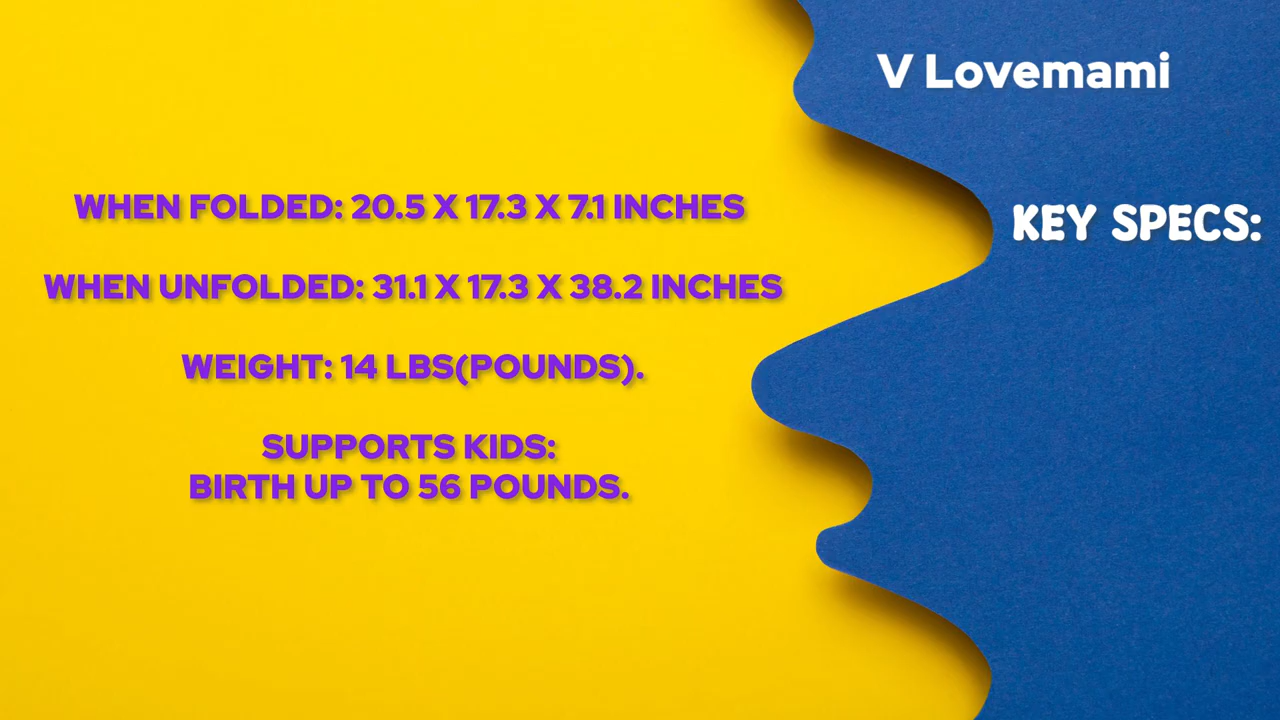 V Lovemami
KEY SPECS:
WHEN FOLDED: 20.5 X 17.3 X 7.1 INCHES
WHEN UNFOLDED: 31.1 X 17.3 X 38.2 INCHES
WEIGHT: 14 LBS(POUNDS).
SUPPORTS KIDS:
BIRTH UP TO 56 POUNDS.